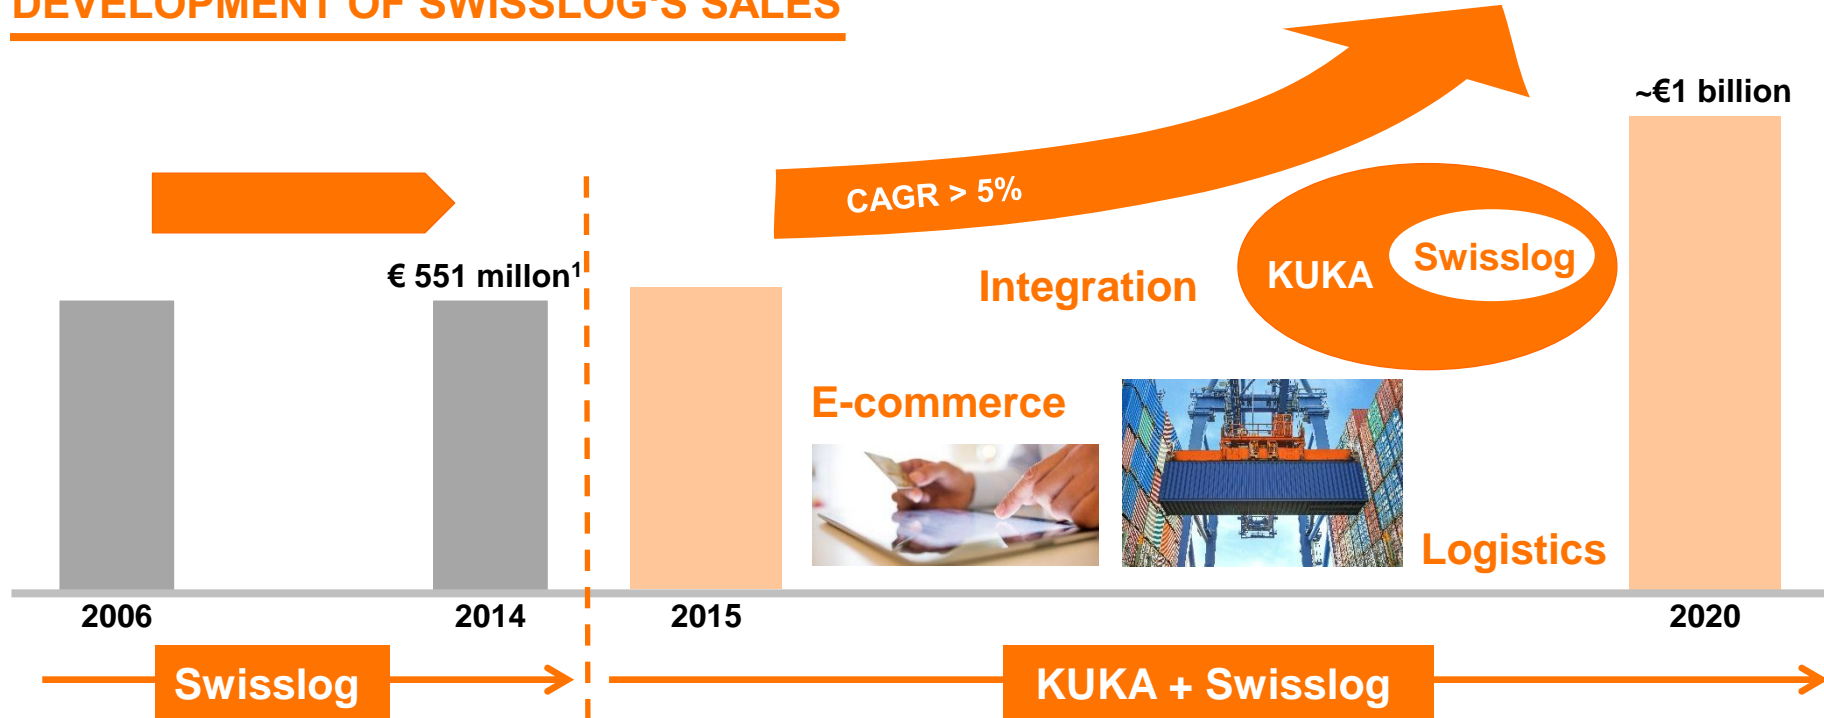 DEVELOPMENT OF SWISSLOG'S SALES
~€1 billion
CAGR > 5%
€ 551 millon1
Integration
KUKA
Swisslog
E-commerce
Logistics
2006
2014
2015
2020
Swisslog
KUKA + Swisslog